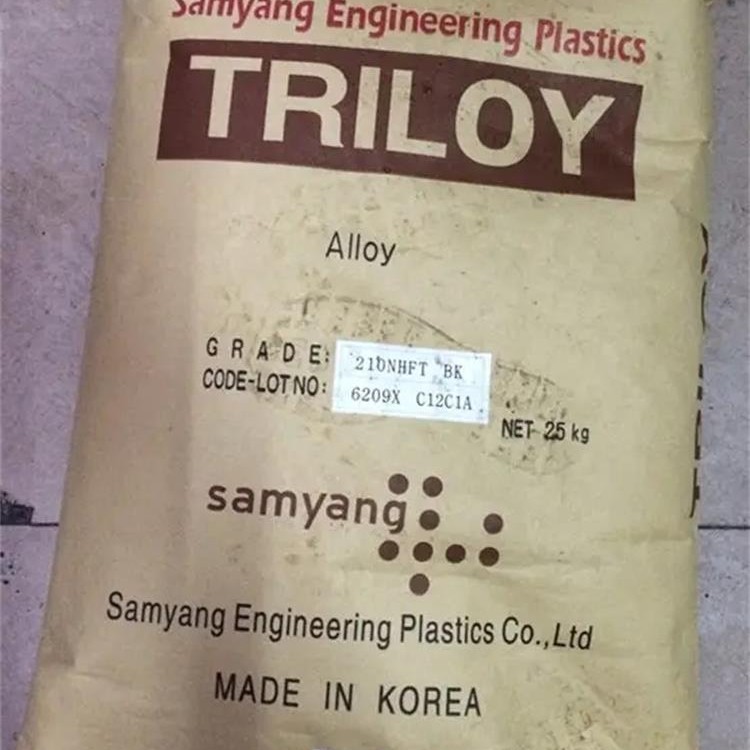 Samyang Engineering Plastics
TRILOY
Alloy
GRADE: 210NHFT BK
CODE-LOT NO: 6209X C12C1A
NET 25 kg
samyang
Samyang Engineering Plastics Co.,Ltd
MADE IN KOREA